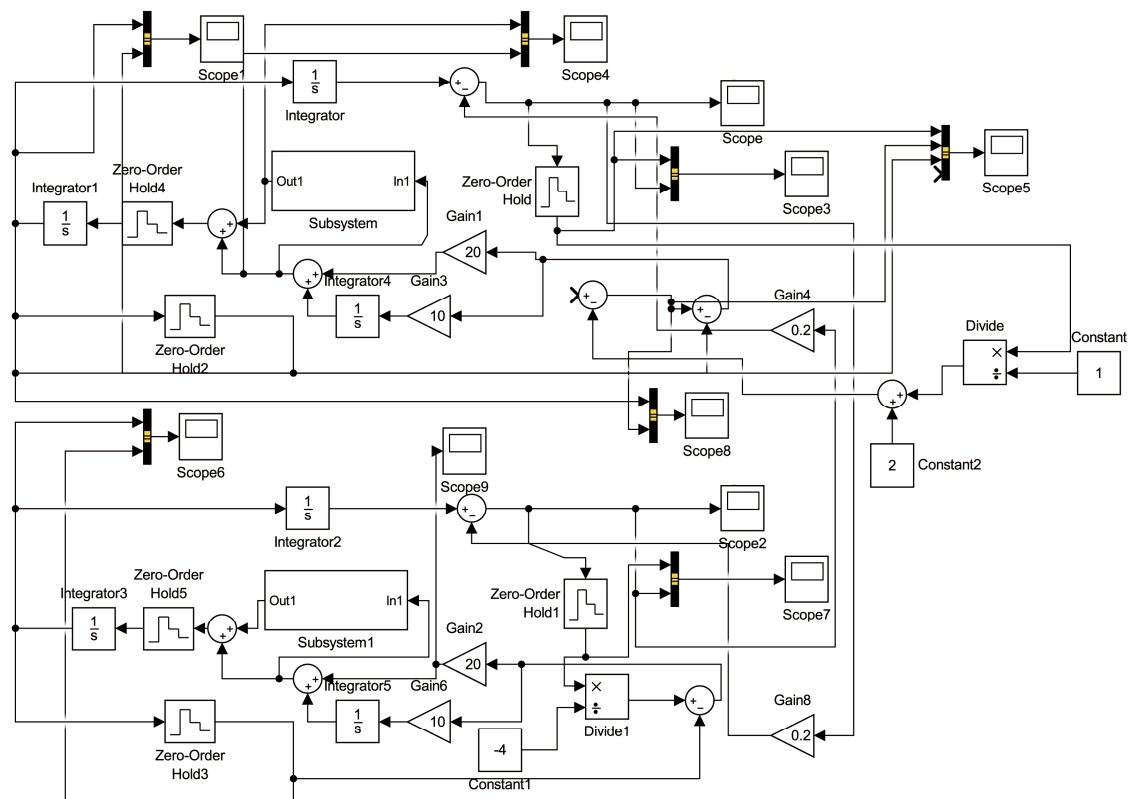 Scope1
Scope4
1
s
Integrator
+
−
Scope
Scope5
Zero-Order
Hold4
Integrator1
1
s
Out1
In1
Subsystem
Zero-Order
Hold
Scope3
+
+
Gain1
20
+
+
Integrator4
1
s
Gain3
10
+
−
+
−
Gain4
0.2
Divide
×
÷
Constant
1
Zero-Order
Hold2
+
+
2
Constant2
Scope6
Scope8
Scope9
1
s
Integrator2
+
−
Scope2
Zero-Order
Hold5
Integrator3
1
s
Out1
In1
Subsystem1
Zero-Order
Hold1
Scope7
+
+
Gain2
20
+
+
Integrator5
1
s
Gain6
10
×
÷
Divide1
+
−
Gain8
0.2
Zero-Order
Hold3
-4
Constant1